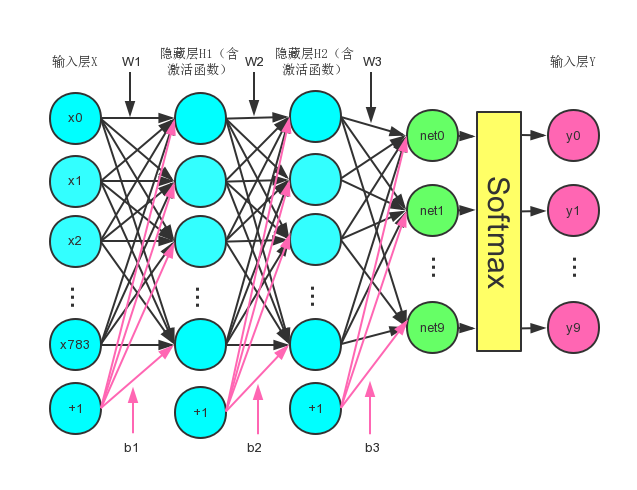 输入层X
W1
隐藏层H1（含
激活函数）
W2
隐藏层H2（含
激活函数）
W3
输入层Y
x0
x1
x2
...
x783
+1
...
+1
...
+1
net0
net1
...
net9
Softmax
y0
y1
...
y9
b1
b2
b3